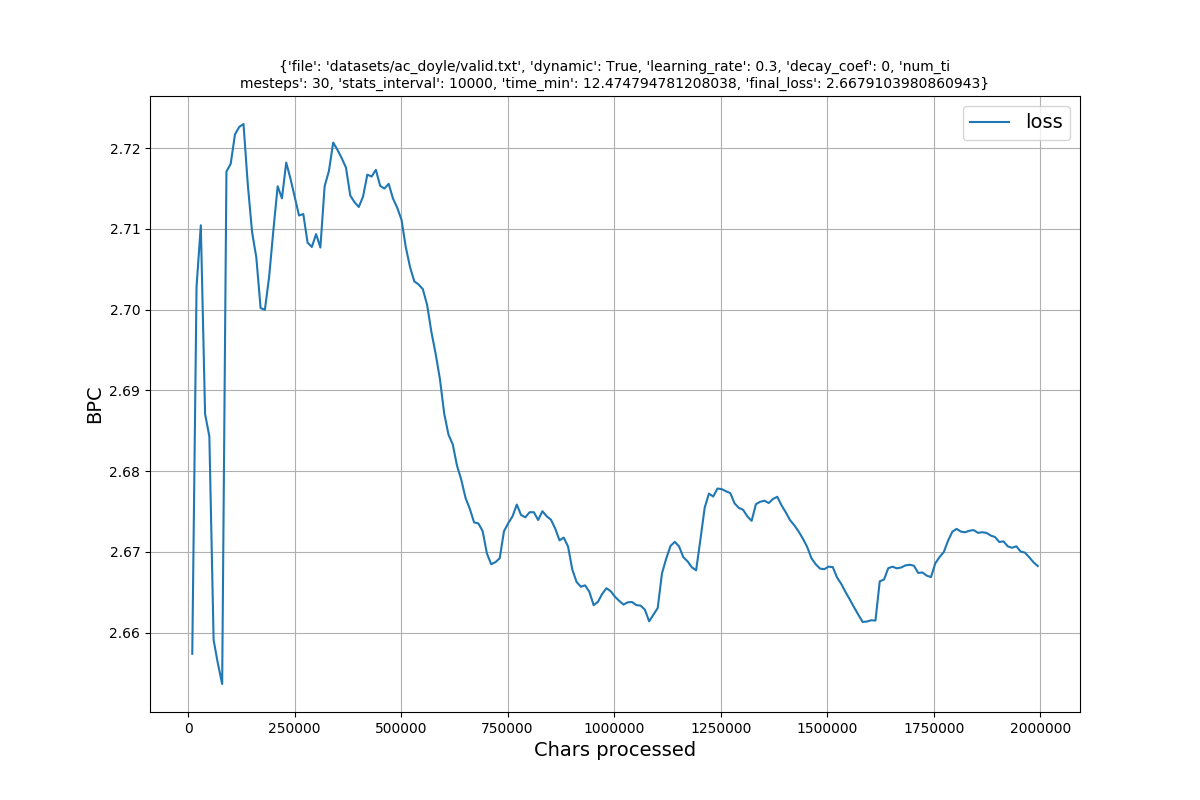 {'file': 'datasets/ac_doyle/valid.txt', 'dynamic': True, 'learning_rate': 0.3, 'decay_coef': 0, 'num_ti
mesteps': 30, 'stats_interval': 10000, 'time_min': 12.474794781208038, 'final_loss': 2.6679103980860943}
loss
2.72
2.71
2.70
2.69
2.68
2.67
2.66
BPC
0 250000 500000 750000 1000000 1250000 1500000 1750000 2000000
Chars processed